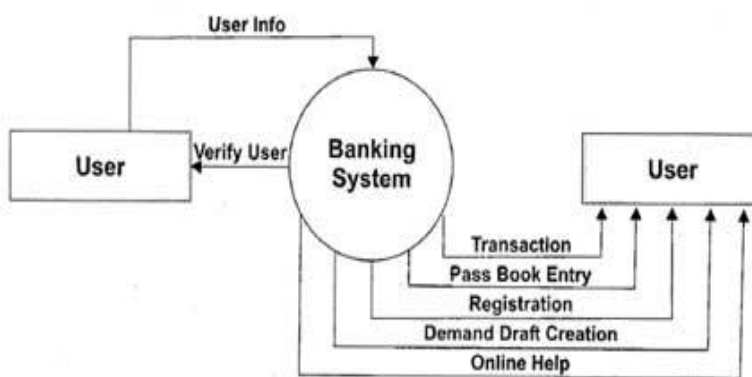 User Info
User
Verify User
Banking
System
User
Transaction
Pass Book Entry
Registration
Demand Draft Creation
Online Help